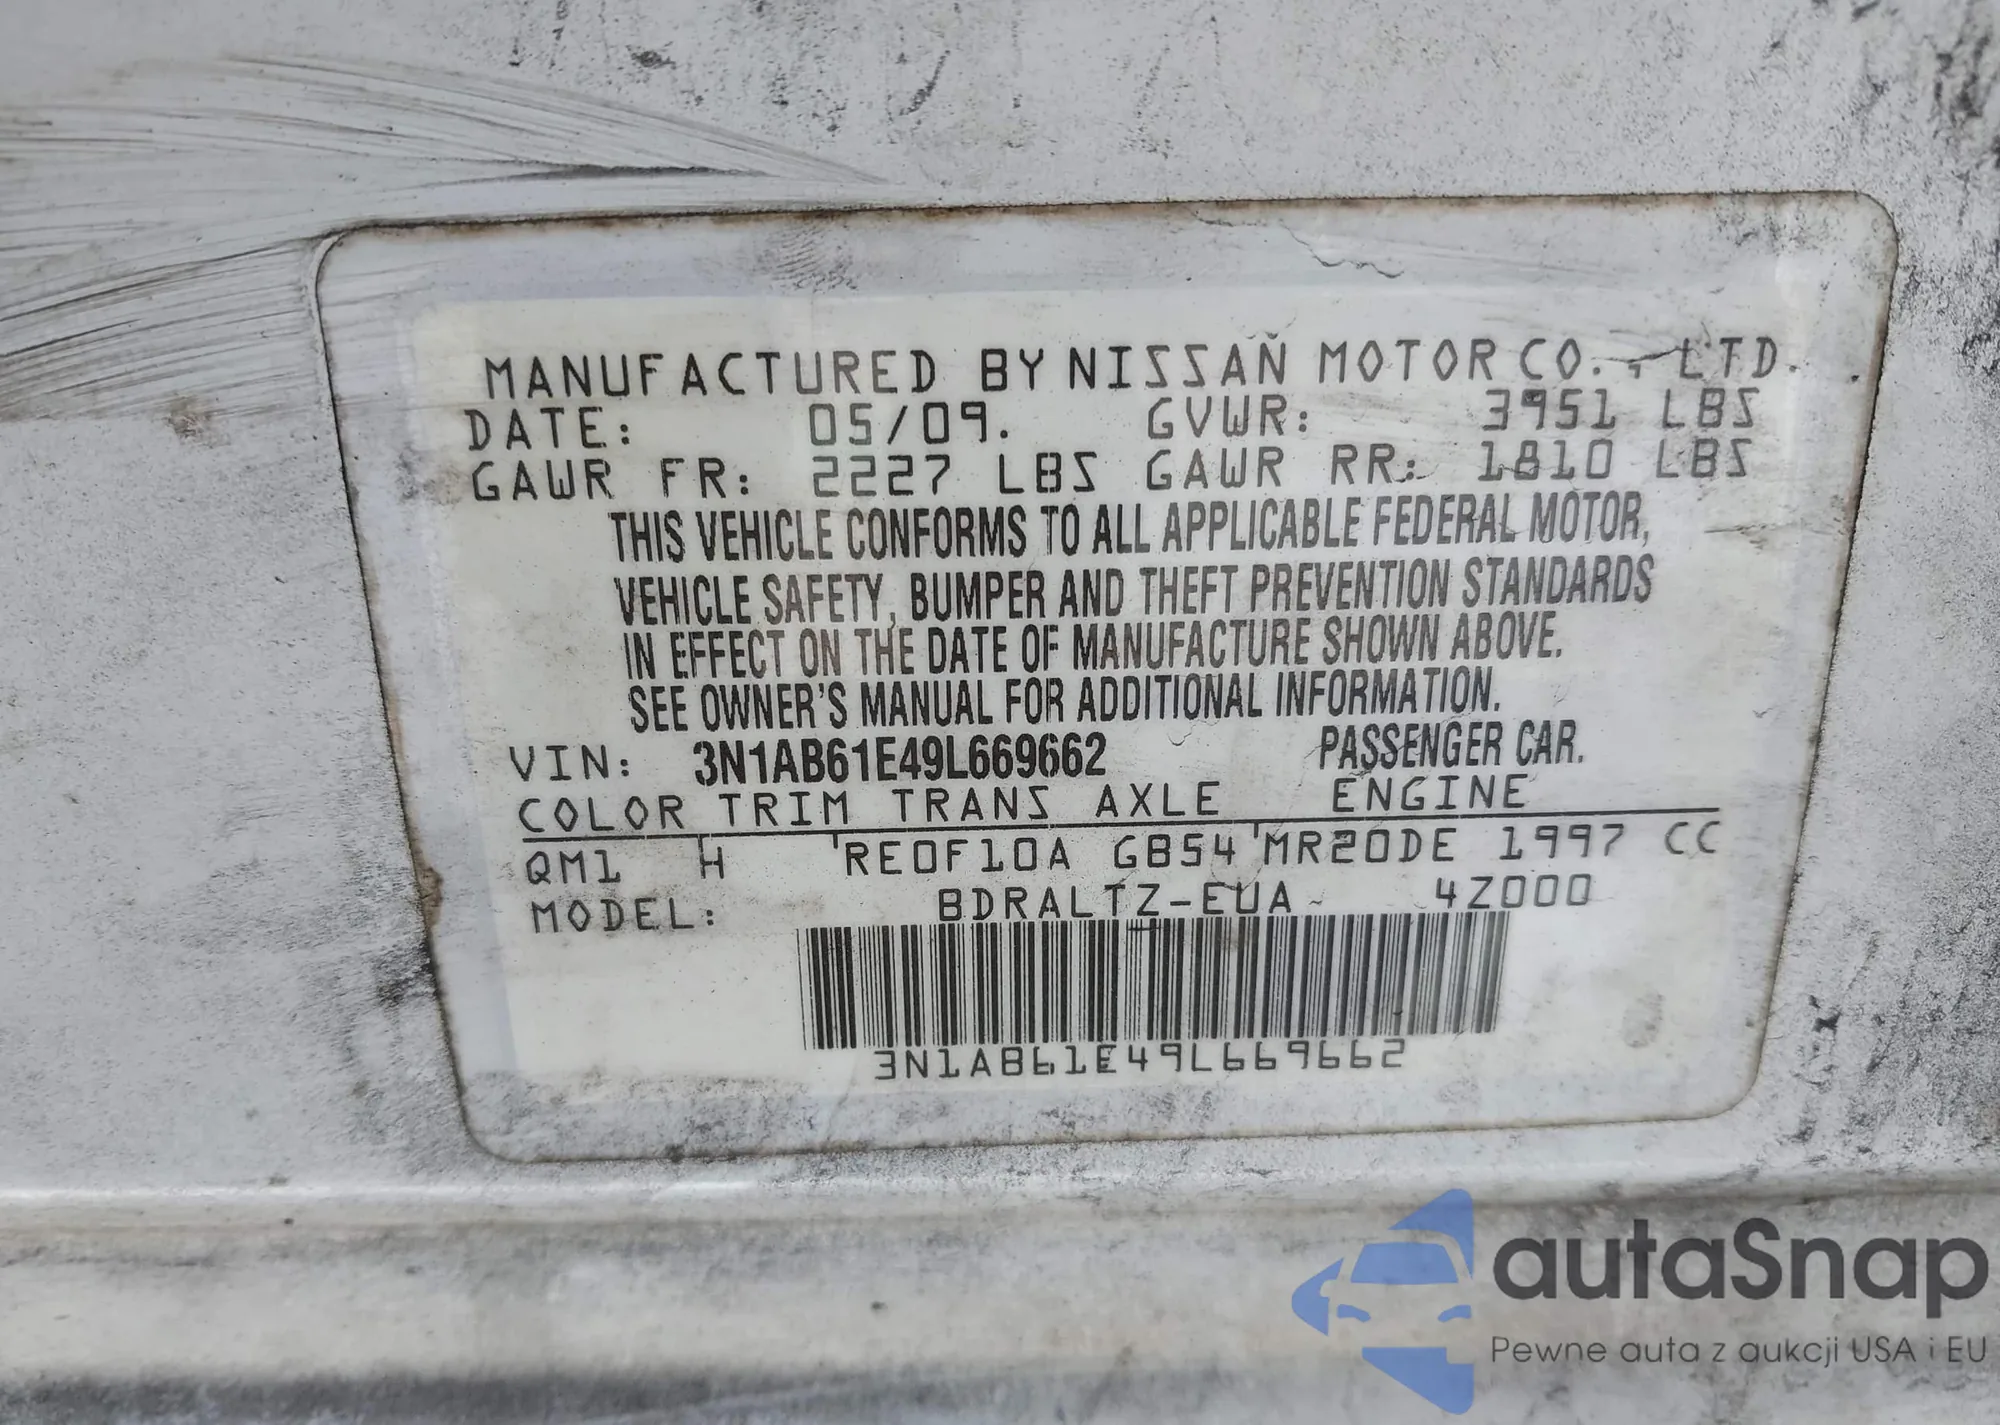 MANUFACTURED BY NISSAN MOTOR CO., LTD.
DATE: 05/09. GVWR: 3951 LBS
GAWR FR: 2227 LBS GAWR RR: 1810 LBS
THIS VEHICLE CONFORMS TO ALL APPLICABLE FEDERAL MOTOR,
VEHICLE SAFETY, BUMPER AND THEFT PREVENTION STANDARDS
IN EFFECT ON THE DATE OF MANUFACTURE SHOWN ABOVE.
SEE OWNER'S MANUAL FOR ADDITIONAL INFORMATION.
VIN: 3N1AB61E49L669662 PASSENGER CAR.
COLOR TRIM TRANS AXLE ENGINE
QM1 H RE0F10A GB54 MR20DE 1997 CC
MODEL: BDRALTZ-EUA 4Z000
3N1AB61E49L669662
autaSnap
Pewne auta z aukcji USA i EU